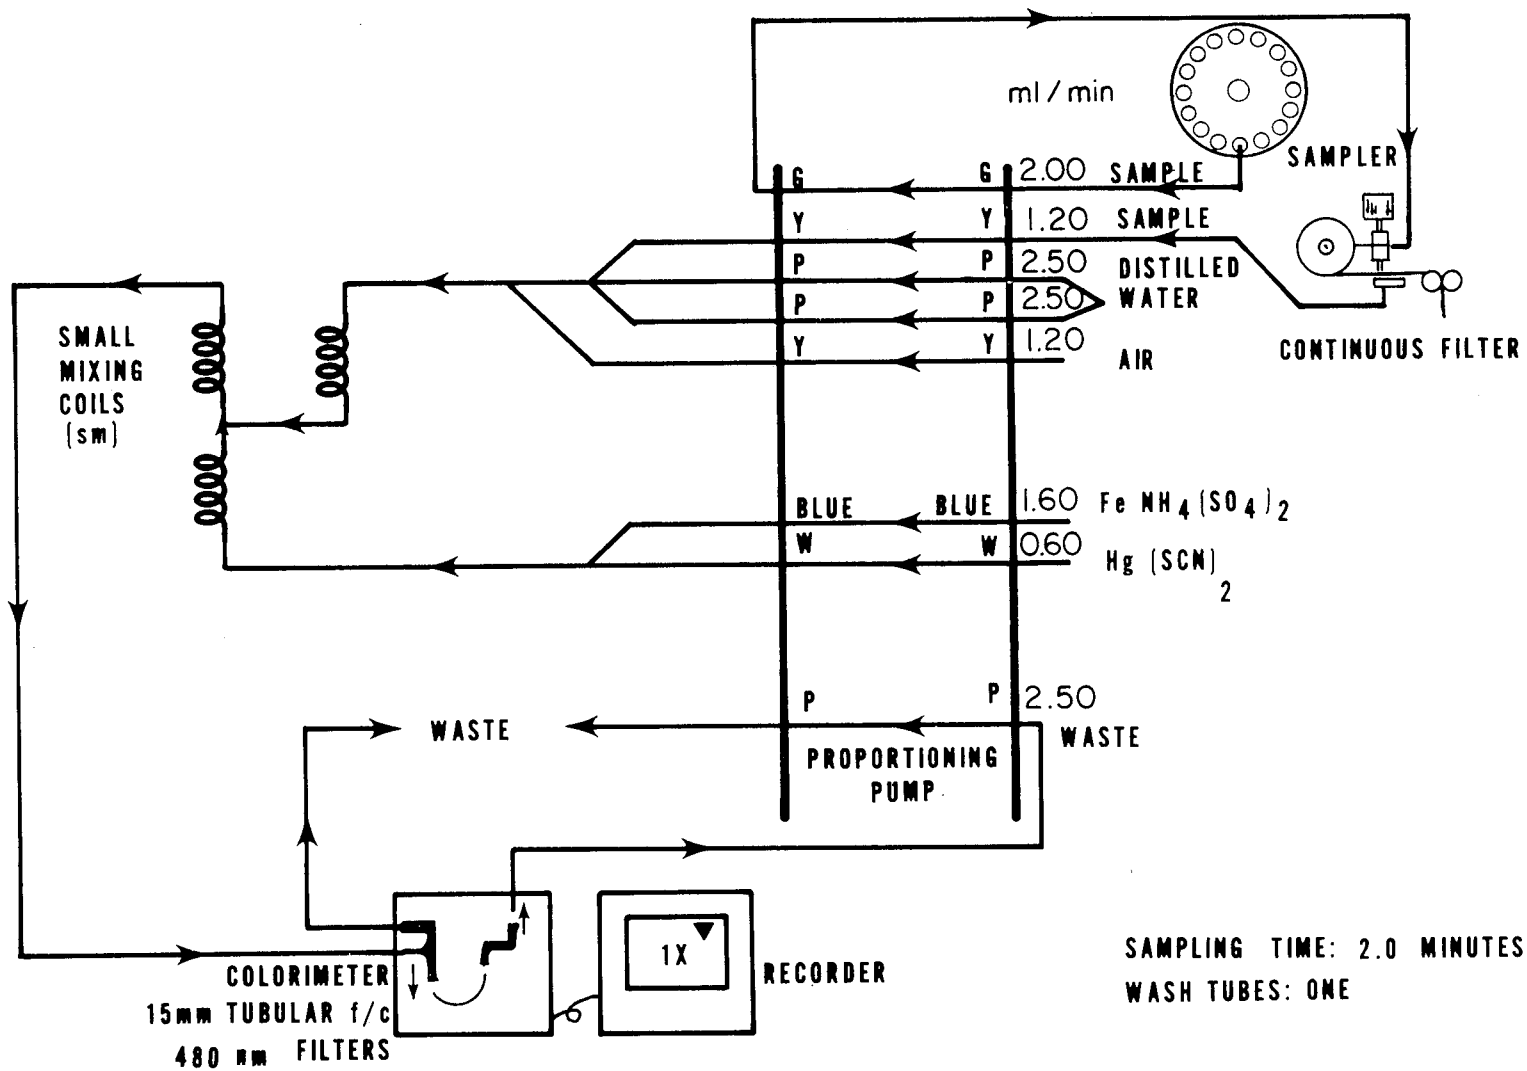 ml / min
SAMPLER
G G 2.00 SAMPLE
Y Y 1.20 SAMPLE
P P 2.50 DISTILLED
P P 2.50 WATER
Y Y 1.20 AIR
CONTINUOUS FILTER
SMALL
MIXING
COILS
(sm)
BLUE BLUE 1.60 Fe NH4(SO4)2
W W 0.60 Hg (SCN)2
P P 2.50
WASTE WASTE
PROPORTIONING
PUMP
1X
RECORDER
COLORIMETER
15mm TUBULAR f/c
480 nm FILTERS
SAMPLING TIME: 2.0 MINUTES
WASH TUBES: ONE